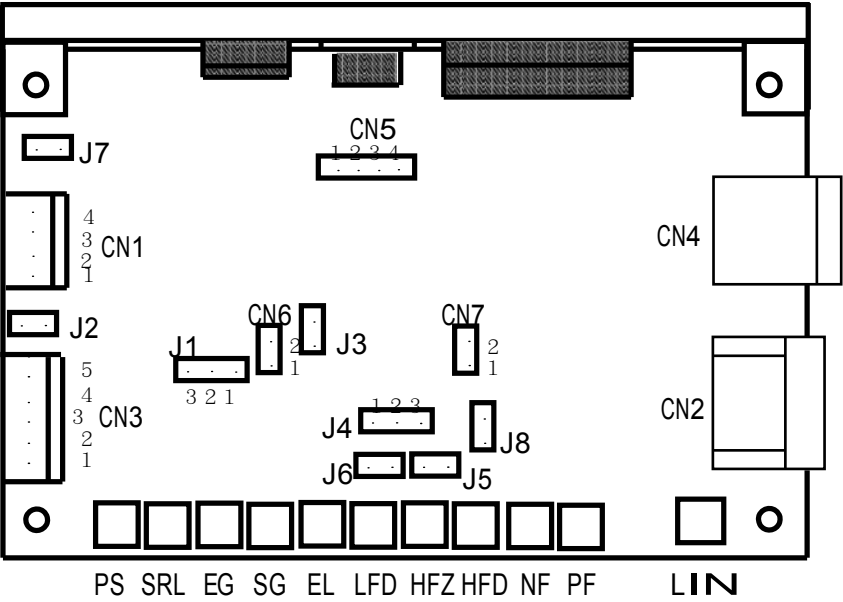 CN5
1 2 3 4
J7
4
3
2
1
CN1
CN4
J2
CN6
2
1
J3
CN7
2
1
J1
3 2 1
5
4
3
2
1
CN3
CN2
1 2 3
J4
J8
J6
J5
PS SRL EG SG EL LFD HFZ HFD NF PF LIN